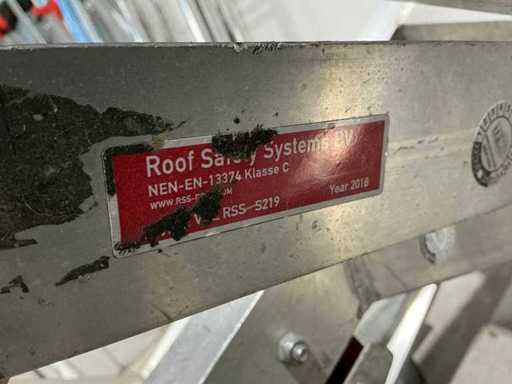 Roof Safety Systems BV
NEN-EN-13374 Klasse C
RSS-S219
Year 2018